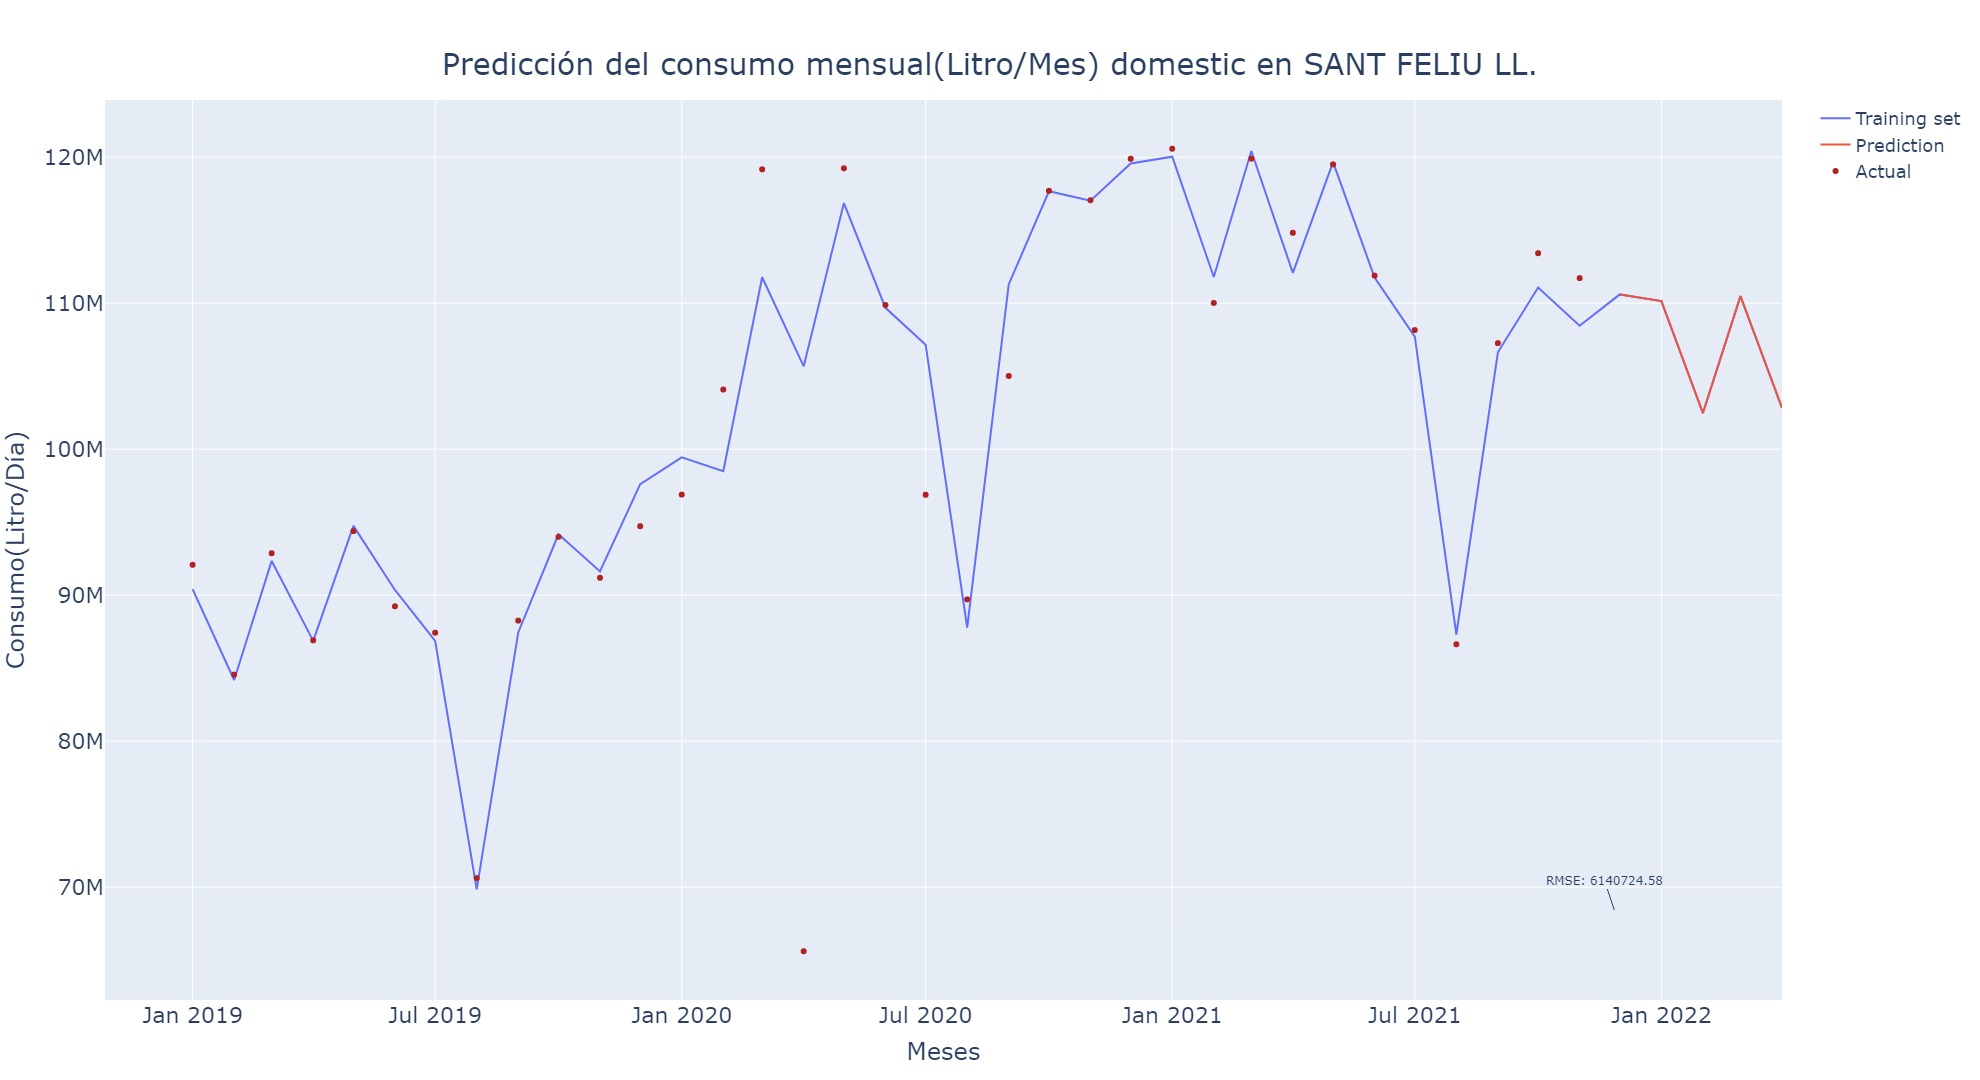 Predicción del consumo mensual(Litro/Mes) domestic en SANT FELIU LL.
Training set
Prediction
Actual
Consumo(Litro/Día)
120M
110M
100M
90M
80M
70M
RMSE: 6140724.58
Jan 2019
Jul 2019
Jan 2020
Jul 2020
Jan 2021
Jul 2021
Jan 2022
Meses